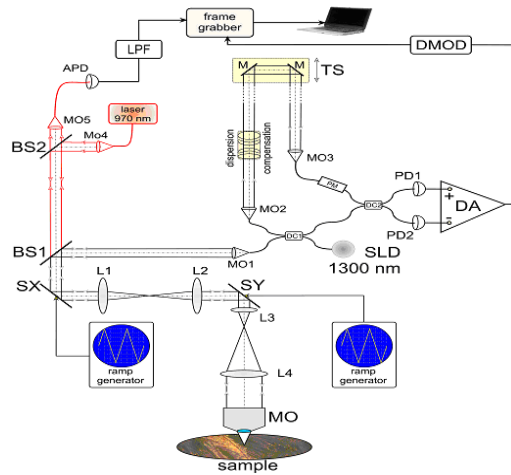 frame
grabber
LPF
DMOD
APD
M
M
TS
laser
970 nm
MO5
Mo4
BS2
dispersion
compensation
MO3
PM
PD1
DC2
+
DA
MO2
-
PD2
DC1
BS1
MO1
SLD
1300 nm
L1
L2
SX
SY
L3
ramp
generator
L4
ramp
generator
MO
sample